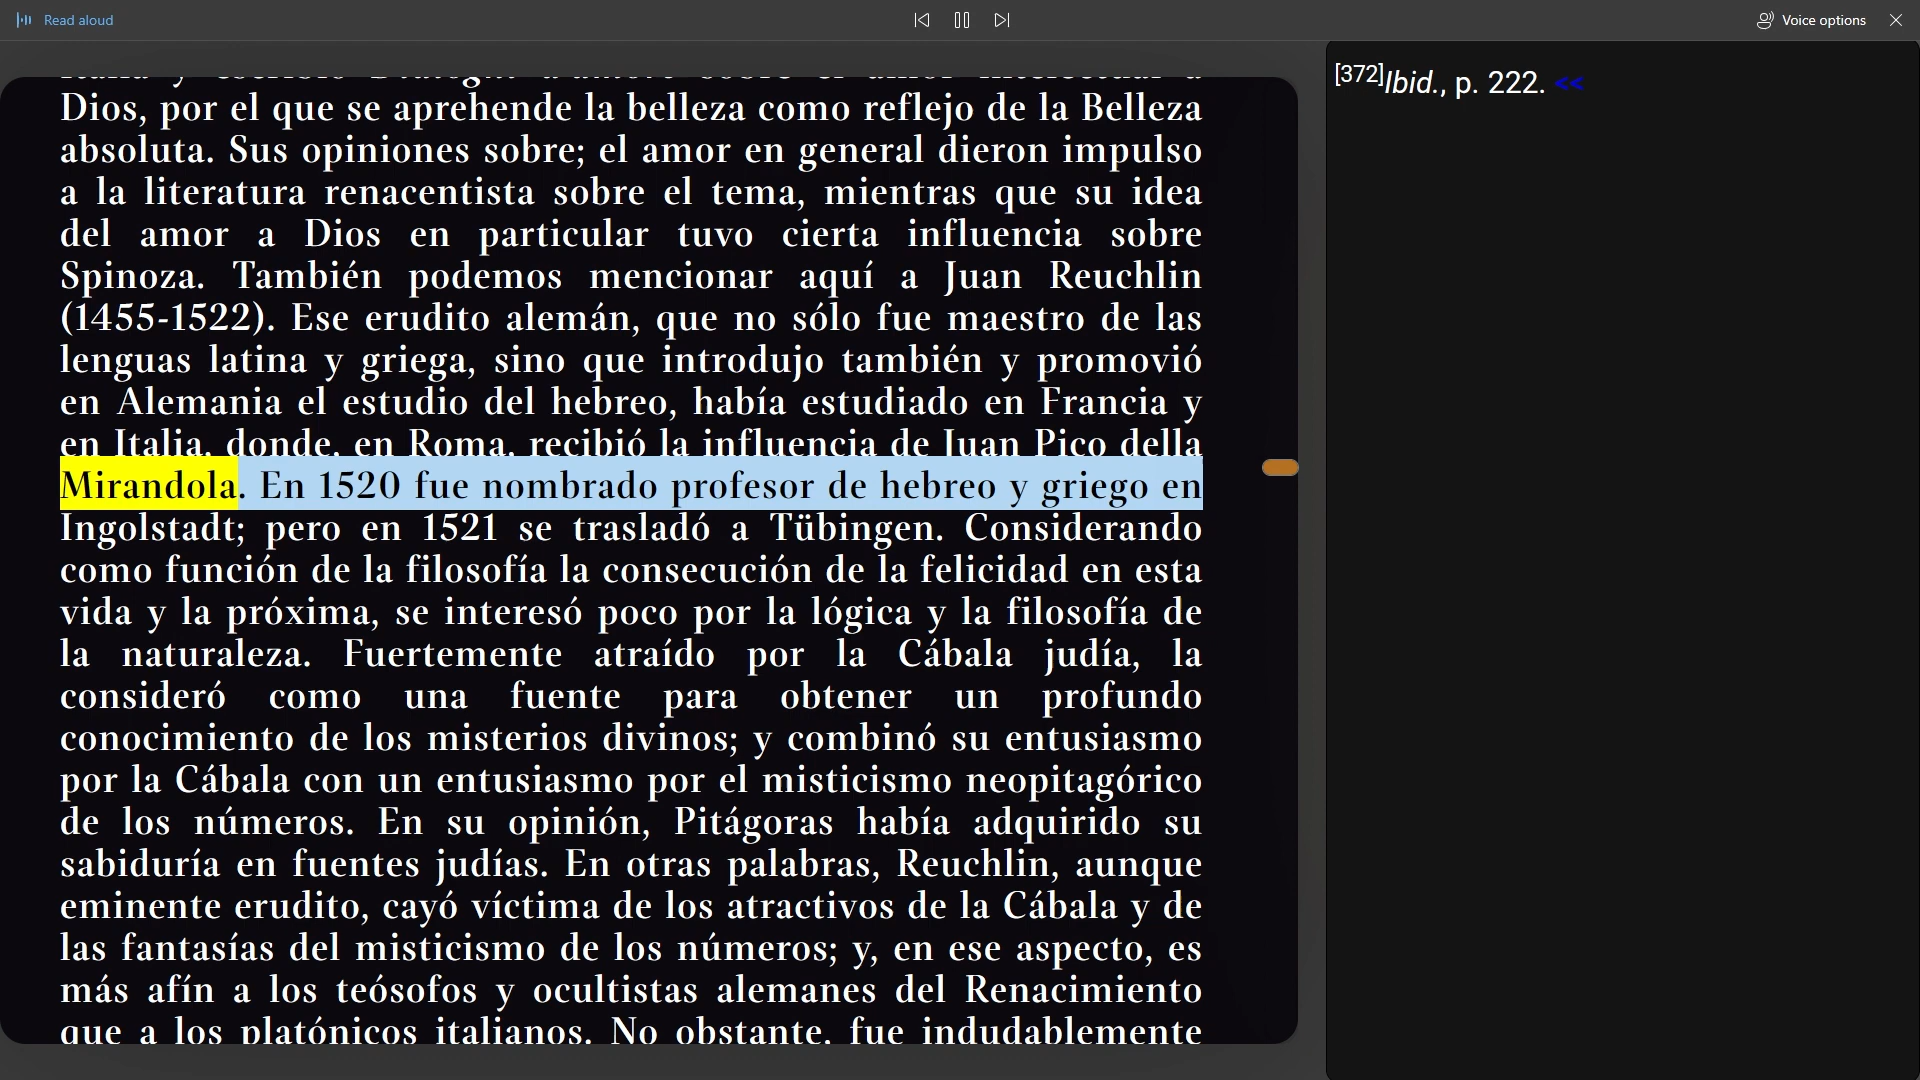 Read aloud
Voice options
Dios, por el que se aprehende la belleza como reflejo de la Belleza
absoluta. Sus opiniones sobre; el amor en general dieron impulso
a la literatura renacentista sobre el tema, mientras que su idea
del amor a Dios en particular tuvo cierta influencia sobre
Spinoza. También podemos mencionar aquí a Juan Reuchlin
(1455-1522). Ese erudito alemán, que no sólo fue maestro de las
lenguas latina y griega, sino que introdujo también y promovió
en Alemania el estudio del hebreo, había estudiado en Francia y
en Italia, donde, en Roma, recibió la influencia de Juan Pico della
Mirandola. En 1520 fue nombrado profesor de hebreo y griego en
Ingolstadt; pero en 1521 se trasladó a Tübingen. Considerando
como función de la filosofía la consecución de la felicidad en esta
vida y la próxima, se interesó poco por la lógica y la filosofía de
la naturaleza. Fuertemente atraído por la Cábala judía, la
consideró como una fuente para obtener un profundo
conocimiento de los misterios divinos; y combinó su entusiasmo
por la Cábala con un entusiasmo por el misticismo neopitagórico
de los números. En su opinión, Pitágoras había adquirido su
sabiduría en fuentes judías. En otras palabras, Reuchlin, aunque
eminente erudito, cayó víctima de los atractivos de la Cábala y de
las fantasías del misticismo de los números; y, en ese aspecto, es
más afín a los teósofos y ocultistas alemanes del Renacimiento
que a los platónicos italianos. No obstante, fue indudablemente
[372]Ibid., p. 222. <<